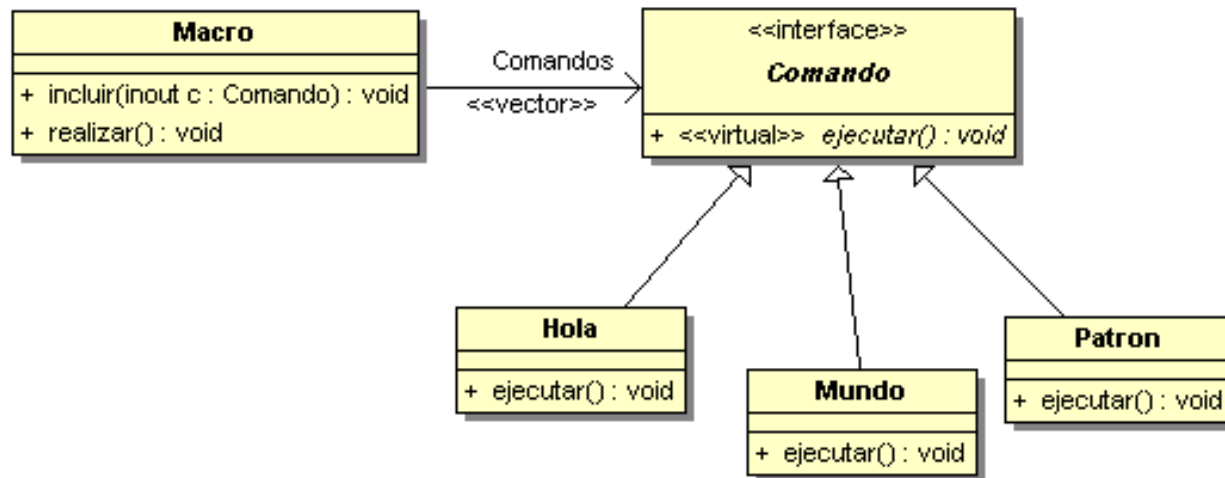 Macro
+ incluir(inout c : Comando) : void
+ realizar() : void
Comandos
<<vector>>
<<interface>>
Comando
+ <<virtual>> ejecutar() : void
Hola
+ ejecutar() : void
Mundo
+ ejecutar() : void
Patron
+ ejecutar() : void